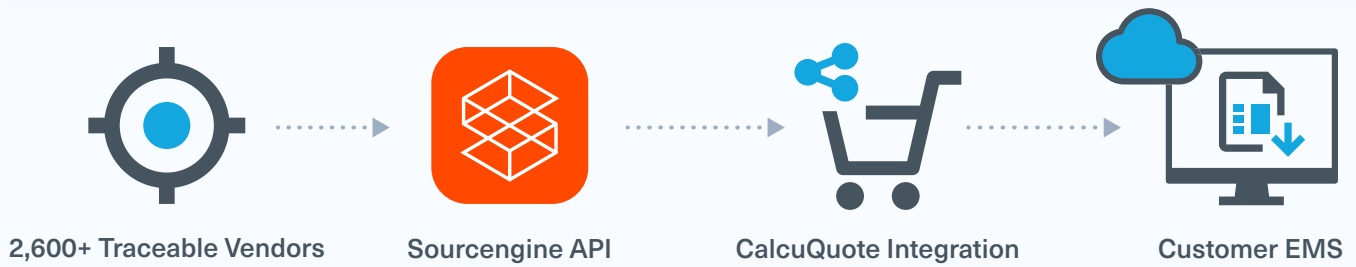 2,600+ Traceable Vendors
Sourcengine API
CalcuQuote Integration
Customer EMS